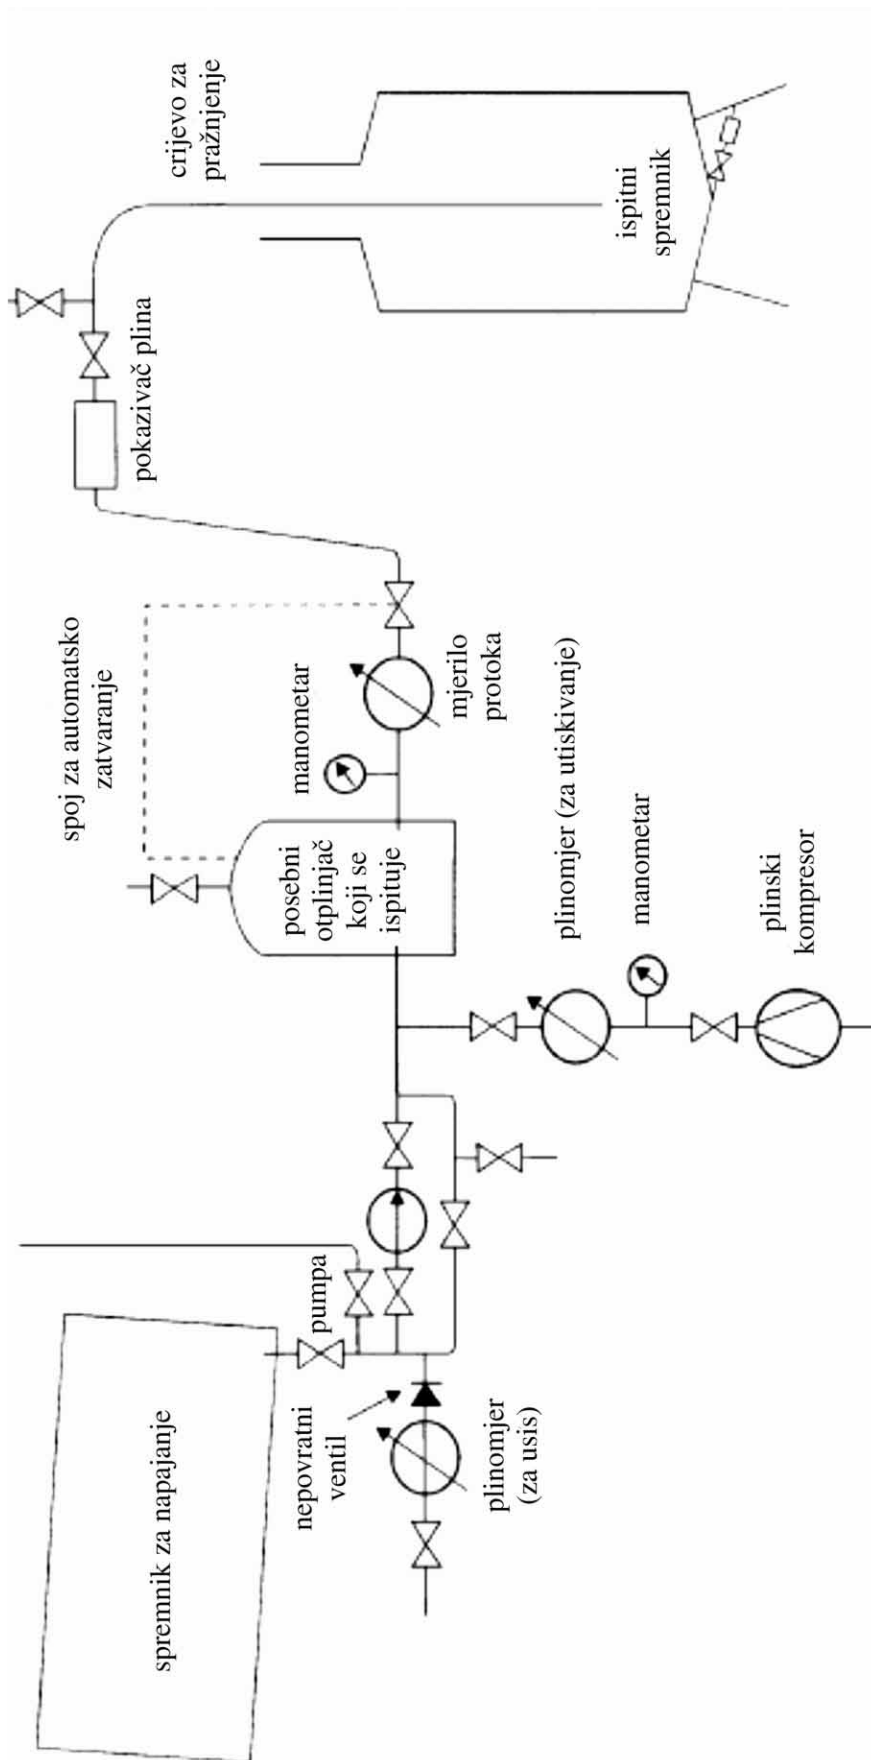 spremnik za napajanje
nepovratni
ventil
pumpa
plinomjer
(za usis)
spoj za automatsko
zatvaranje
posebni
otplinjač
koji se
ispituje
manometar
mjerilo
protoka
plinomjer (za utiskivanje)
manometar
plinski
kompresor
pokazivač plina
crijevo za
pražnjenje
ispitni
spremnik